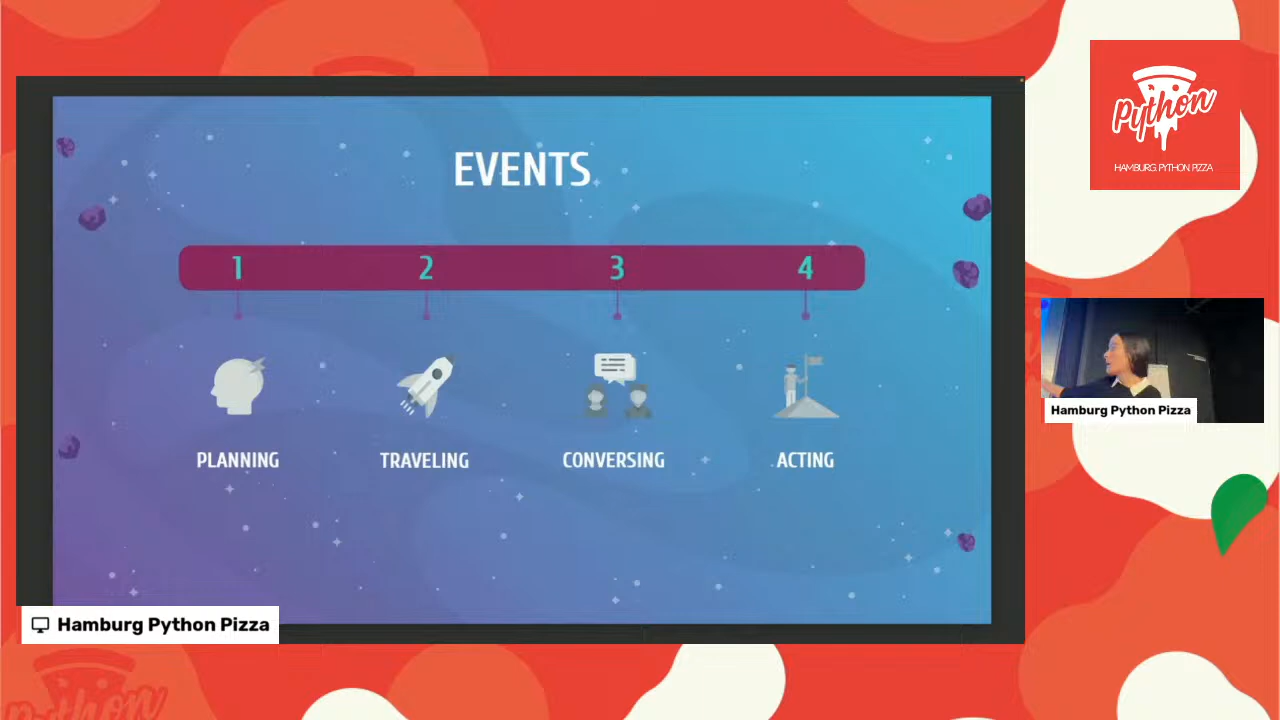 EVENTS
1 2 3 4
PLANNING TRAVELING CONVERSING ACTING
Hamburg Python Pizza
Python
HAMBURG.PYTHON.PIZZA
Hamburg Python Pizza